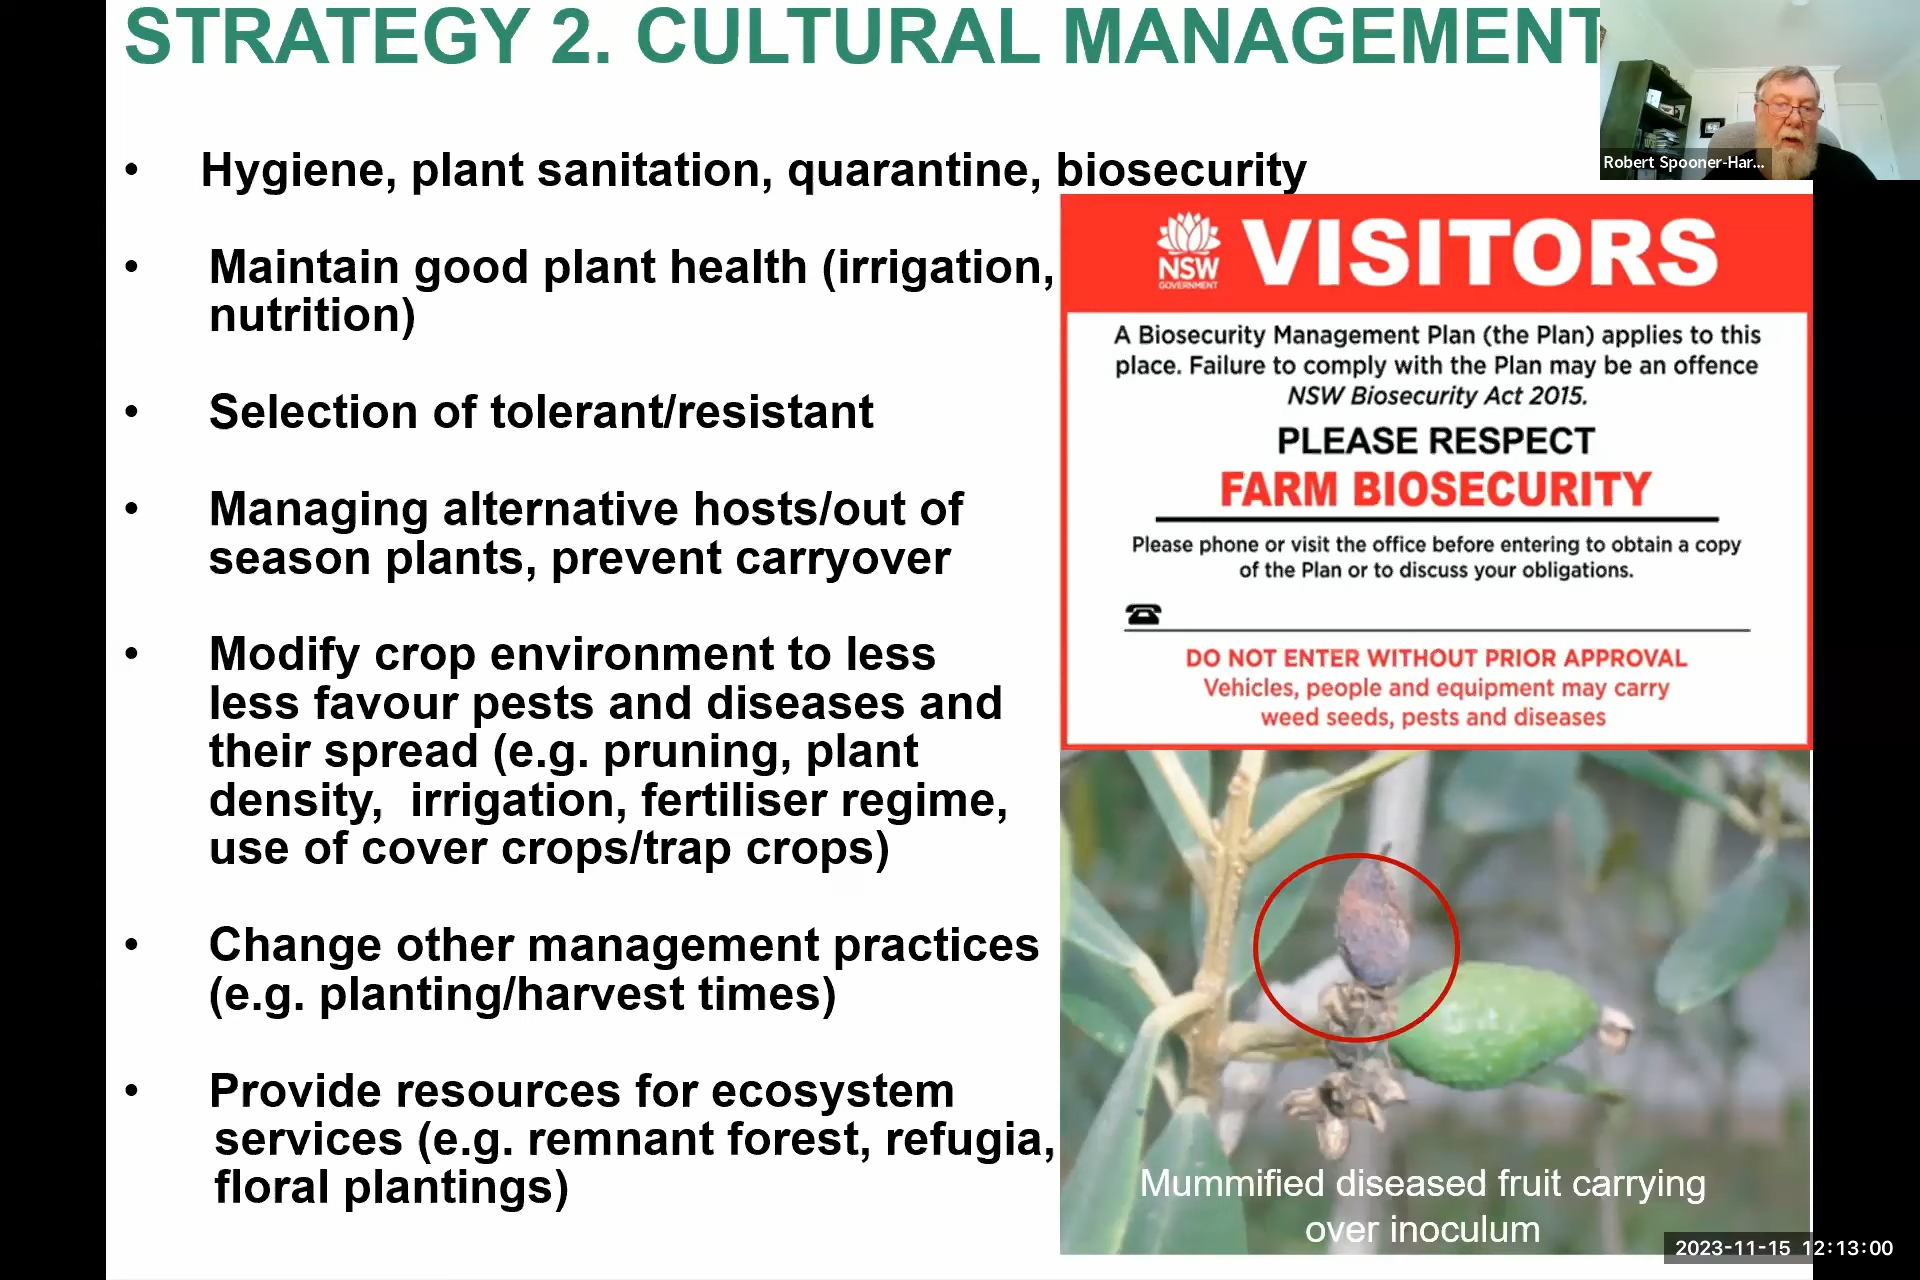 STRATEGY 2. CULTURAL MANAGEMENT
Robert Spooner-Har...
• Hygiene, plant sanitation, quarantine, biosecurity
• Maintain good plant health (irrigation,
nutrition)
• Selection of tolerant/resistant
• Managing alternative hosts/out of
season plants, prevent carryover
• Modify crop environment to less
less favour pests and diseases and
their spread (e.g. pruning, plant
density, irrigation, fertiliser regime,
use of cover crops/trap crops)
• Change other management practices
(e.g. planting/harvest times)
• Provide resources for ecosystem
services (e.g. remnant forest, refugia,
floral plantings)
NSW
GOVERNMENT
VISITORS
A Biosecurity Management Plan (the Plan) applies to this
place. Failure to comply with the Plan may be an offence
NSW Biosecurity Act 2015.
PLEASE RESPECT
FARM BIOSECURITY
Please phone or visit the office before entering to obtain a copy
of the Plan or to discuss your obligations.
DO NOT ENTER WITHOUT PRIOR APPROVAL
Vehicles, people and equipment may carry
weed seeds, pests and diseases
Mummified diseased fruit carrying
over inoculum
2023-11-15 12:13:00